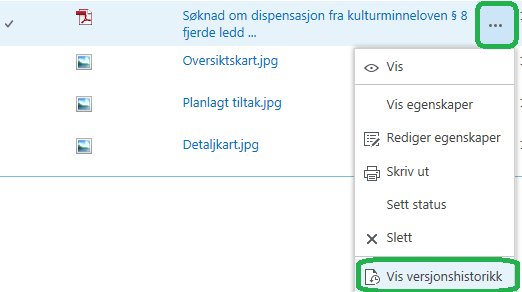 Søknad om dispensasjon fra kulturminneloven § 8
fjerde ledd ...
Oversiktskart.jpg
Planlagt tiltak.jpg
Detaljkart.jpg
Vis
Vis egenskaper
Rediger egenskaper
Skriv ut
Sett status
Slett
Vis versjonshistorikk